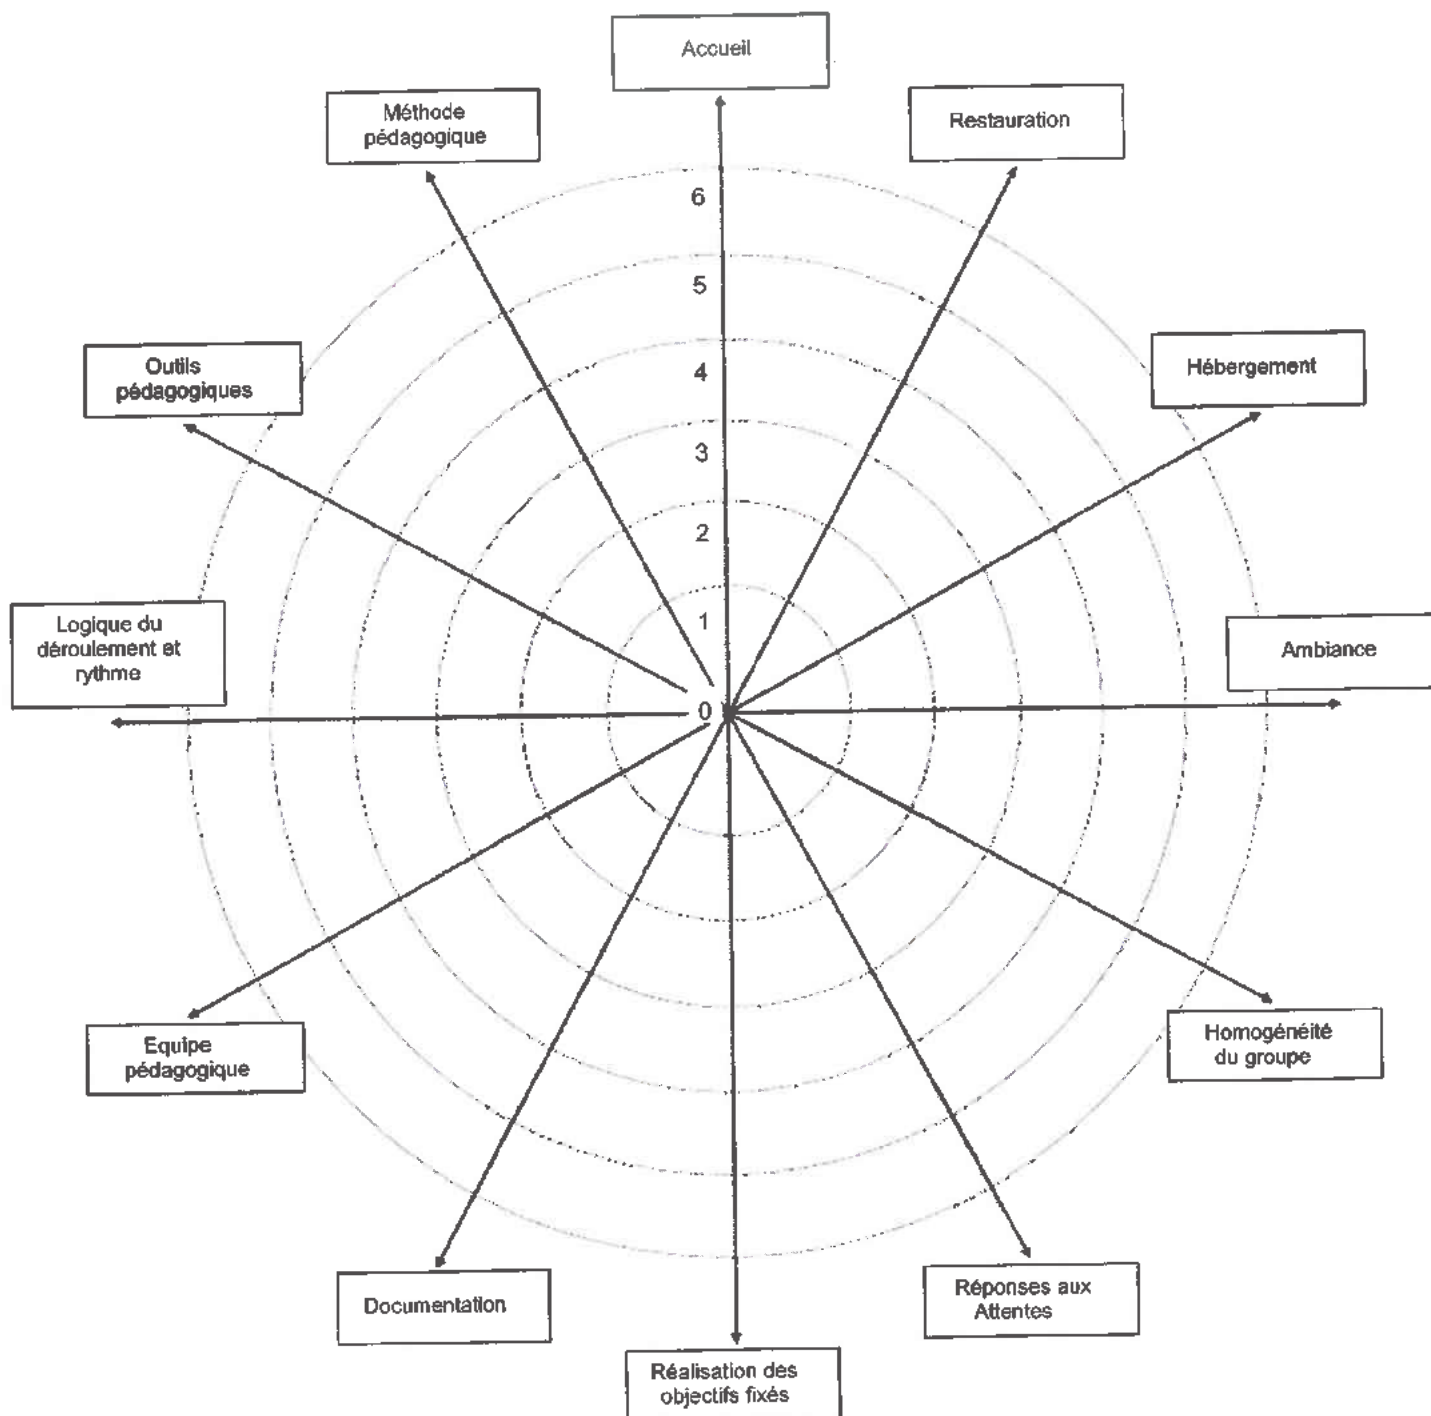 Accueil
Méthode
pédagogique
Restauration
6
5
Outils
pédagogiques
4
Hébergement
3
2
1
Logique du
déroulement et
rythme
Ambiance
0
Equipe
pédagogique
Homogénéité
du groupe
Documentation
Réponses aux
Attentes
Réalisation des
objectifs fixés